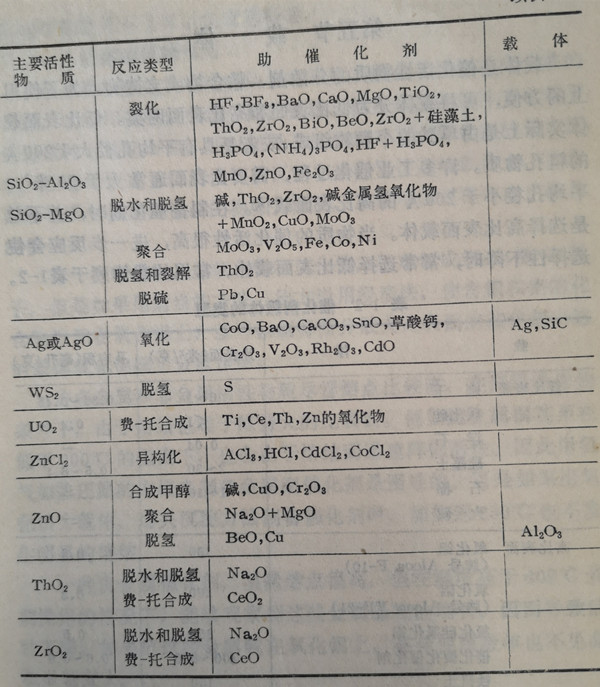 主要活性
物 质
反应类型
助 催 化 剂
载 体
SiO₂-Al₂O₃
SiO₂-MgO
裂化
HF,BF₃,BaO,CaO,MgO,TiO₂,
ThO₂,ZrO₂,BiO,BeO,ZrO₂+硅藻土,
H₃PO₄,(NH₄)₃PO₄,HF+H₃PO₄,
MnO,ZnO,Fe₂O₃
脱水和脱氢
碱,ThO₂,ZrO₂,碱金属氢氧化物
+MnO₂,CuO,MoO₃
聚合
MoO₃,V₂O₅,Fe,Co,Ni
脱氢和裂解
ThO₂
脱硫
Pb,Cu
Ag或AgO
氧化
CoO,BaO,CaCO₃,SnO,草酸钙,
Cr₂O₃,V₂O₃,Rh₂O₃,CdO
Ag,SiC
WS₂
脱氢
S
UO₂
费-托合成
Ti,Ce,Th,Zn的氧化物
ZnCl₂
异构化
ACl₃,HCl,CdCl₂,CoCl₂
ZnO
合成甲醇
碱,CuO,Cr₂O₃
聚合
Na₂O+MgO
脱氢
BeO,Cu
Al₂O₃
ThO₂
脱水和脱氢
Na₂O
费-托合成
CeO₂
ZrO₂
脱水和脱氢
Na₂O
费-托合成
CeO